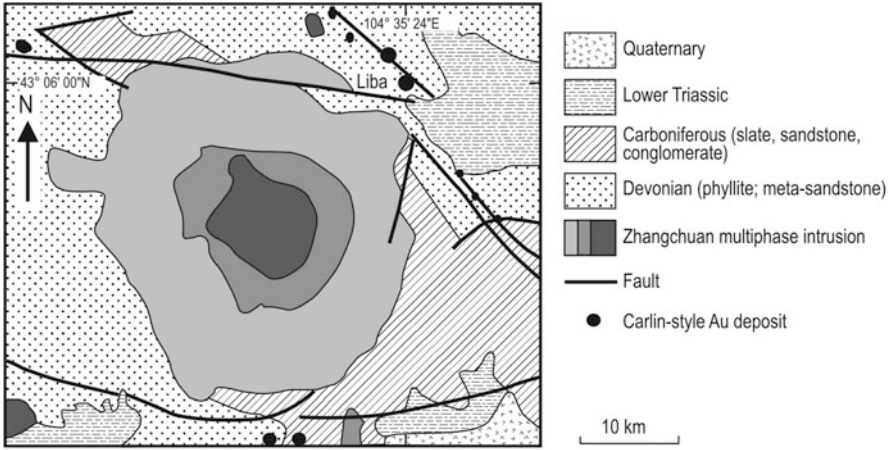 104° 35' 24"E
Liba
43° 06' 00"N
N
Quaternary
Lower Triassic
Carboniferous (slate, sandstone,
conglomerate)
Devonian (phyllite; meta-sandstone)
Zhangchuan multiphase intrusion
Fault
Carlin-style Au deposit
10 km